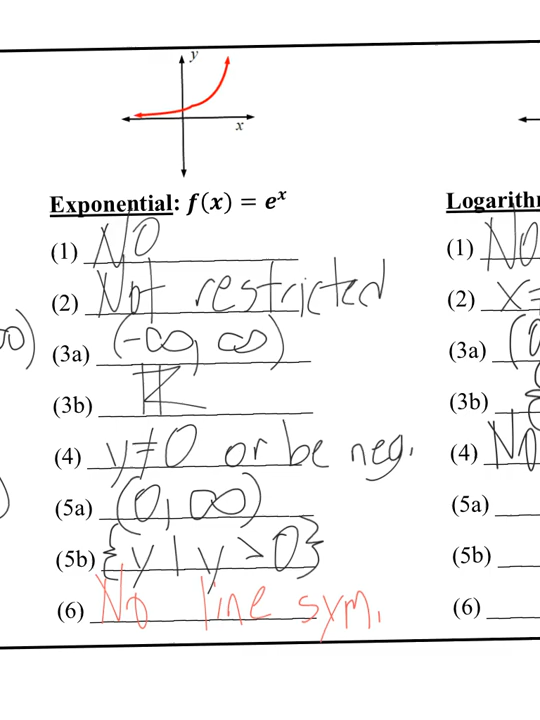 y
x
Exponential: f(x) = e^x
(1) No
(2) Not restricted
(3a) (-∞, ∞)
(3b) ℝ
(4) y≠0 or be neg.
(5a) (0, ∞)
(5b) {y | y > 0}
(6) No line sym.
∞)
)
Logarith
(1) No
(2) x=
(3a) (0
(3b) {
(4) No
(5a)
(5b)
(6)